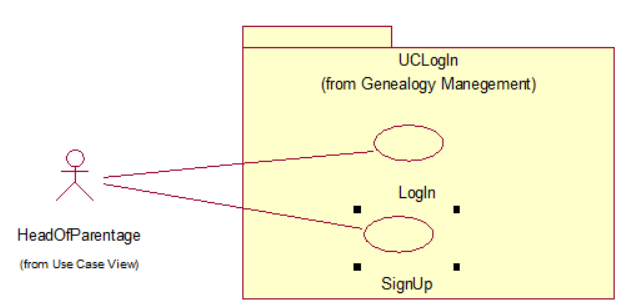 UCLogIn
(from Genealogy Manegement)
LogIn
HeadOfParentage
(from Use Case View)
SignUp